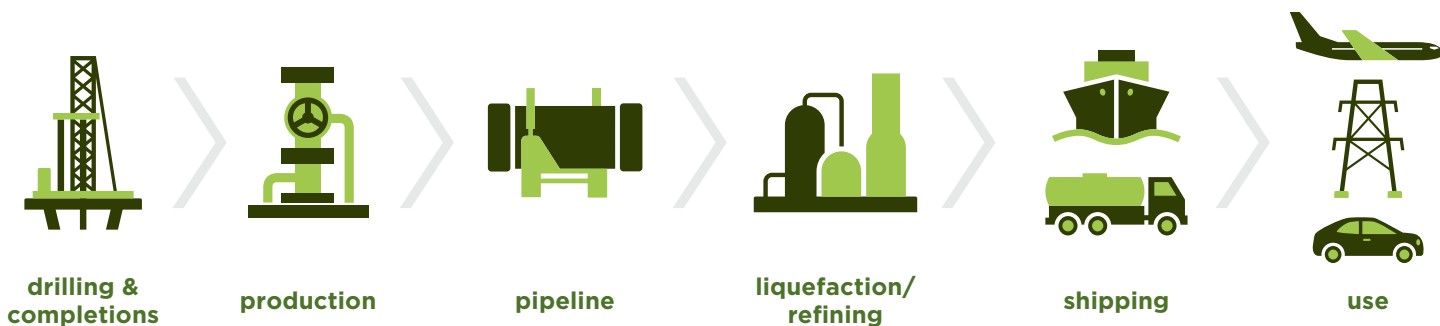 drilling &
completions
production
pipeline
liquefaction/
refining
shipping
use